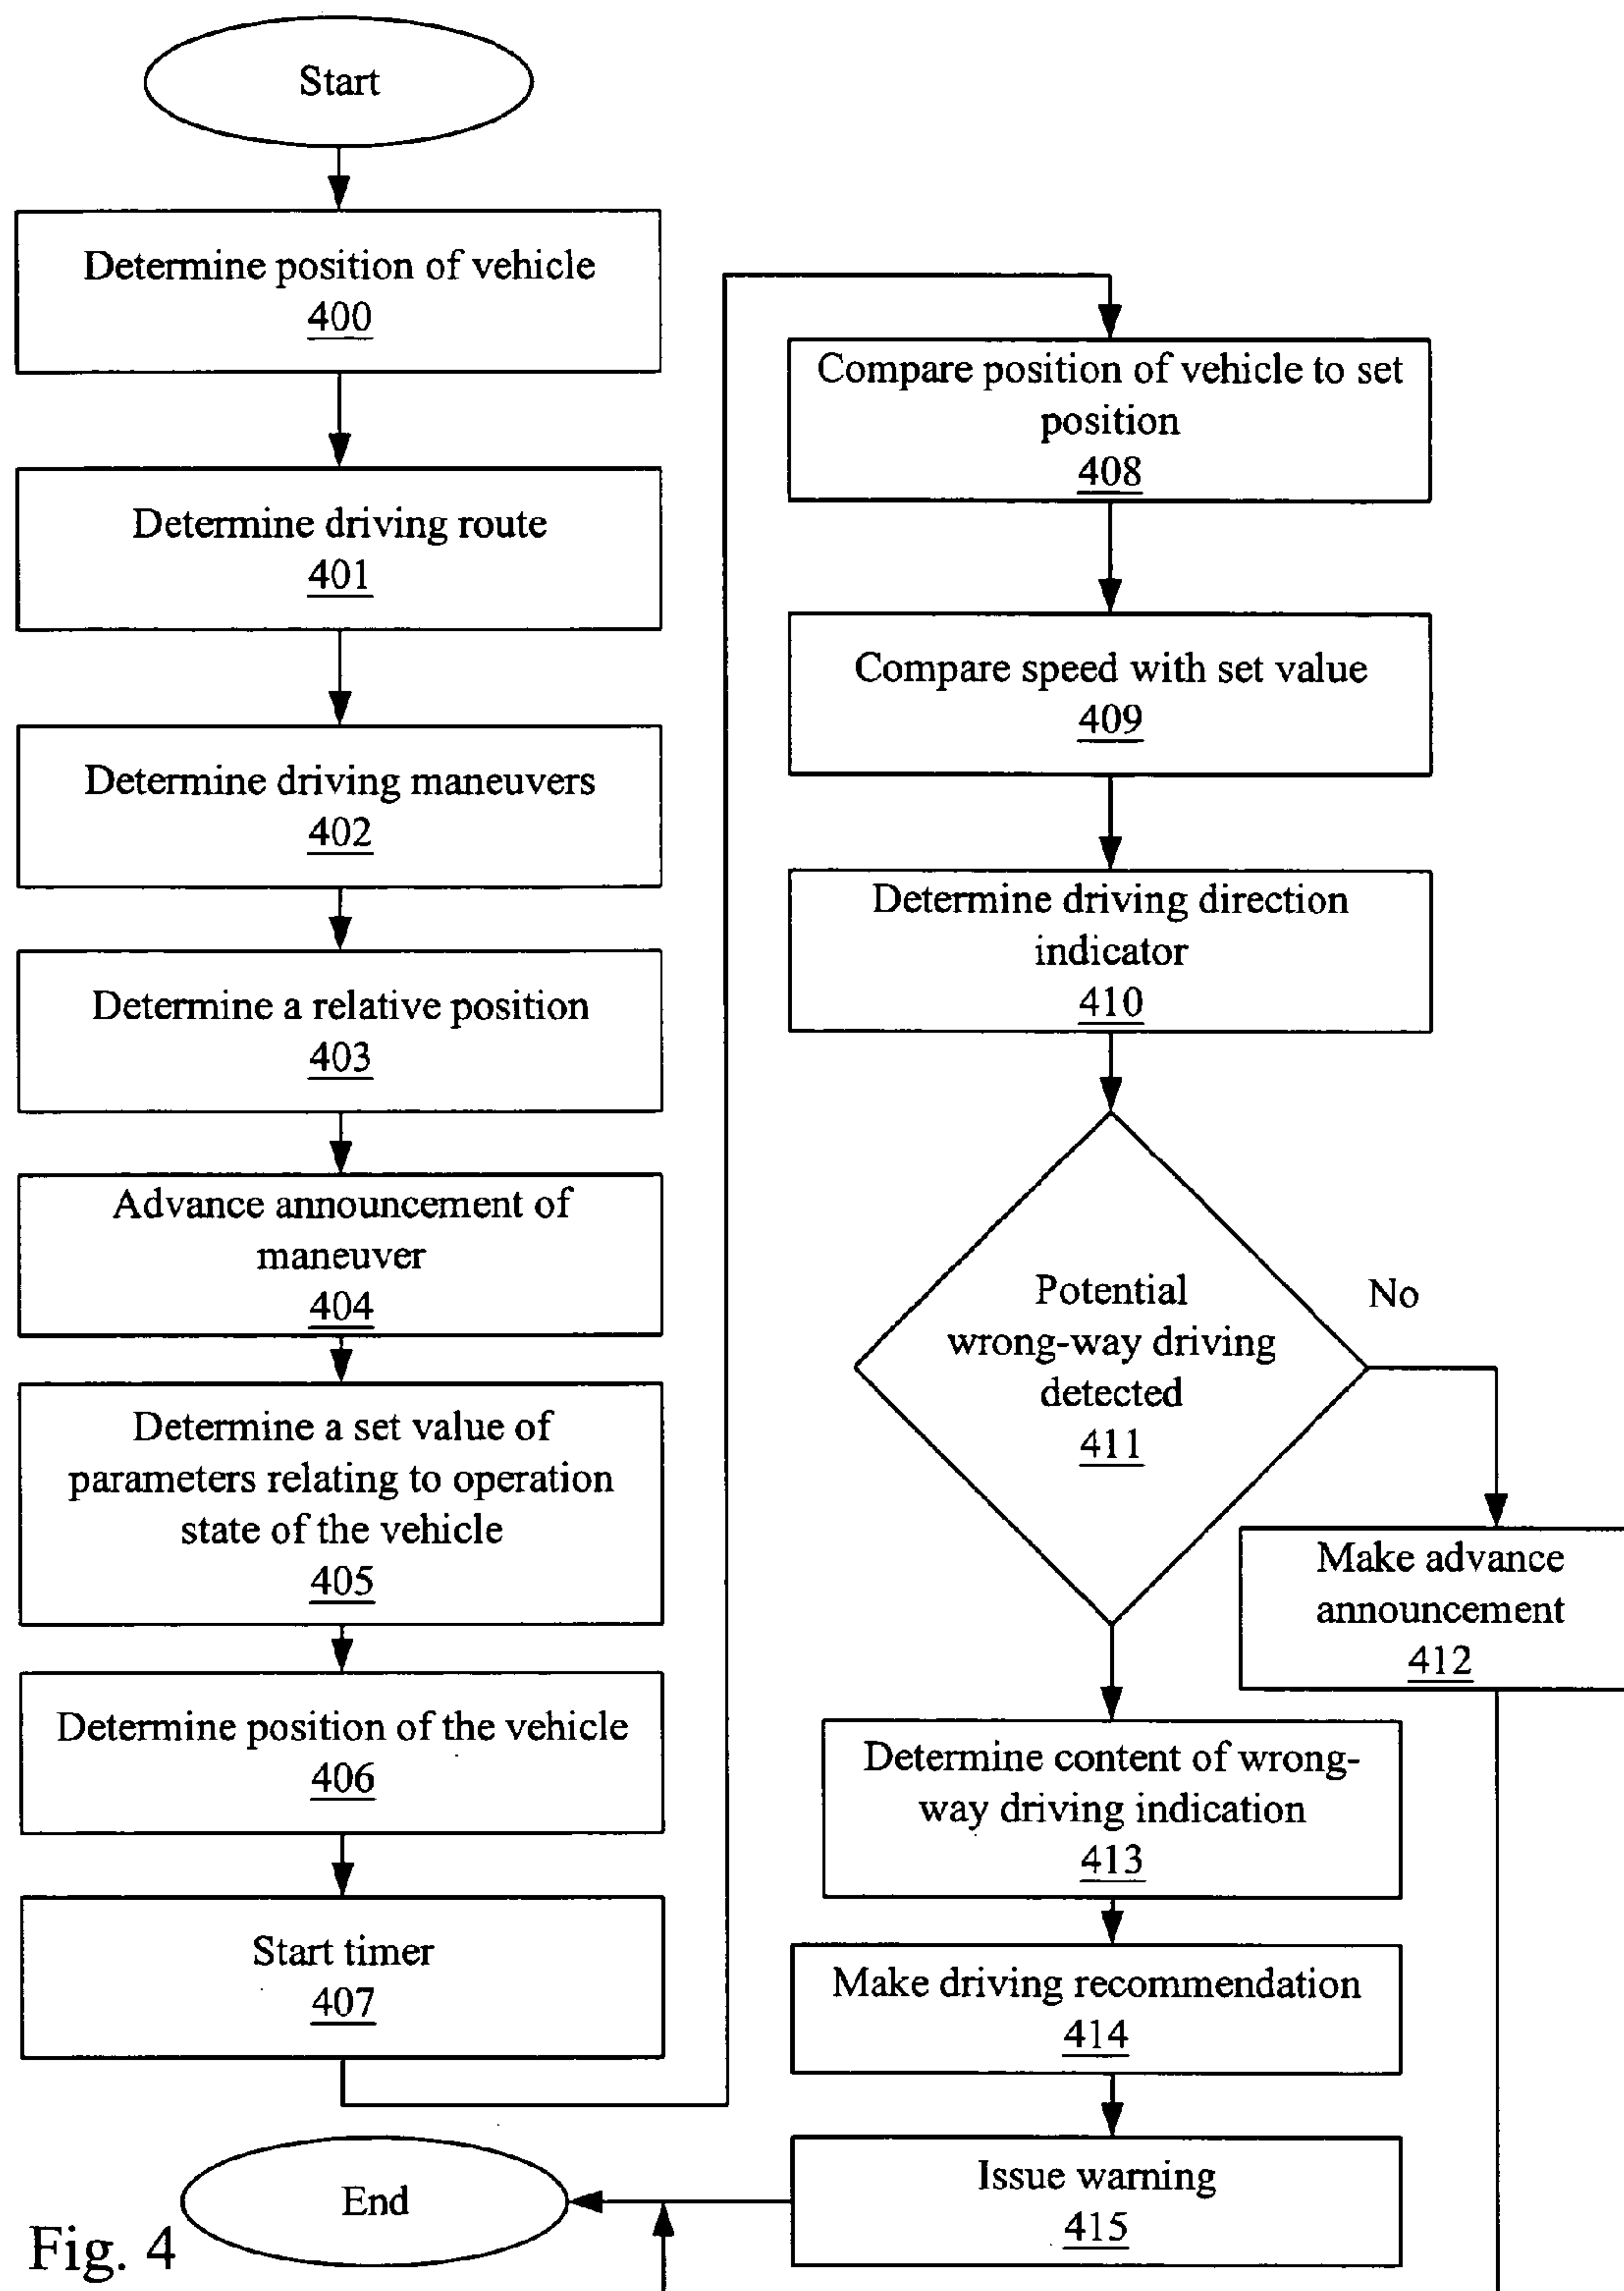 Start
Determine position of vehicle
400
Determine driving route
401
Determine driving maneuvers
402
Determine a relative position
403
Advance announcement of
maneuver
404
Determine a set value of
parameters relating to operation
state of the vehicle
405
Determine position of the vehicle
406
Start timer
407
Compare position of vehicle to set
position
408
Compare speed with set value
409
Determine driving direction
indicator
410
Potential
wrong-way driving
detected
411
No
Make advance
announcement
412
Determine content of wrong-
way driving indication
413
Make driving recommendation
414
Issue warning
415
End
Fig. 4